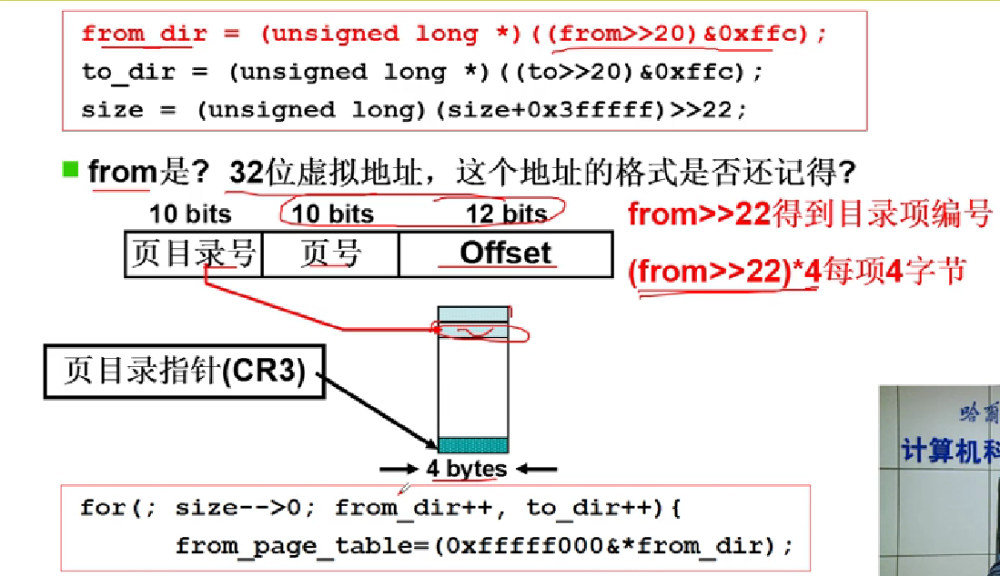 from_dir = (unsigned long *)((from>>20)&0xffc);
to_dir = (unsigned long *)((to>>20)&0xffc);
size = (unsigned long)(size+0x3fffff)>>22;
from是? 32位虚拟地址，这个地址的格式是否还记得?
10 bits 10 bits 12 bits
from>>22得到目录项编号
页目录号 页号 Offset
(from>>22)*4每项4字节
页目录指针(CR3)
哈爾
计算机科
4 bytes
for(; size-->0; from_dir++, to_dir++){
from_page_table=(0xfffff000&*from_dir);